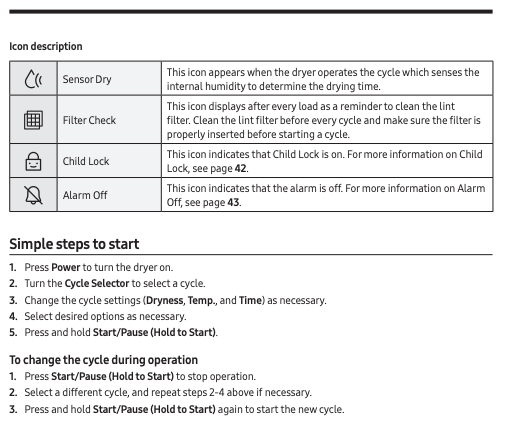 Icon description
Sensor Dry
This icon appears when the dryer operates the cycle which senses the
internal humidity to determine the drying time.
Filter Check
This icon displays after every load as a reminder to clean the lint
filter. Clean the lint filter before every cycle and make sure the filter is
properly inserted before starting a cycle.
Child Lock
This icon indicates that Child Lock is on. For more information on Child
Lock, see page 42.
Alarm Off
This icon indicates that the alarm is off. For more information on Alarm
Off, see page 43.
Simple steps to start
1. Press Power to turn the dryer on.
2. Turn the Cycle Selector to select a cycle.
3. Change the cycle settings (Dryness, Temp., and Time) as necessary.
4. Select desired options as necessary.
5. Press and hold Start/Pause (Hold to Start).
To change the cycle during operation
1. Press Start/Pause (Hold to Start) to stop operation.
2. Select a different cycle, and repeat steps 2-4 above if necessary.
3. Press and hold Start/Pause (Hold to Start) again to start the new cycle.